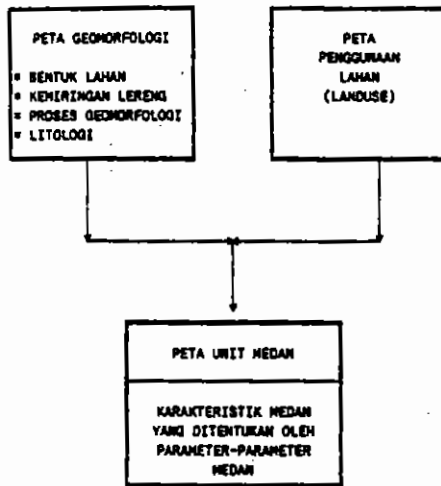 PETA GEOMORFOLOGI
* BENTUK LAHAN
* KEMIRINGAN LERENG
* PROSES GEOMORFOLOGI
* LITOLOGI
PETA
PENGGUNAAN
LAHAN
(LANDUSE)
PETA UNIT MEDAN
KARAKTERISTIK MEDAN
YANG DITENTUKAN OLEH
PARAMETER-PARAMETER
MEDAN